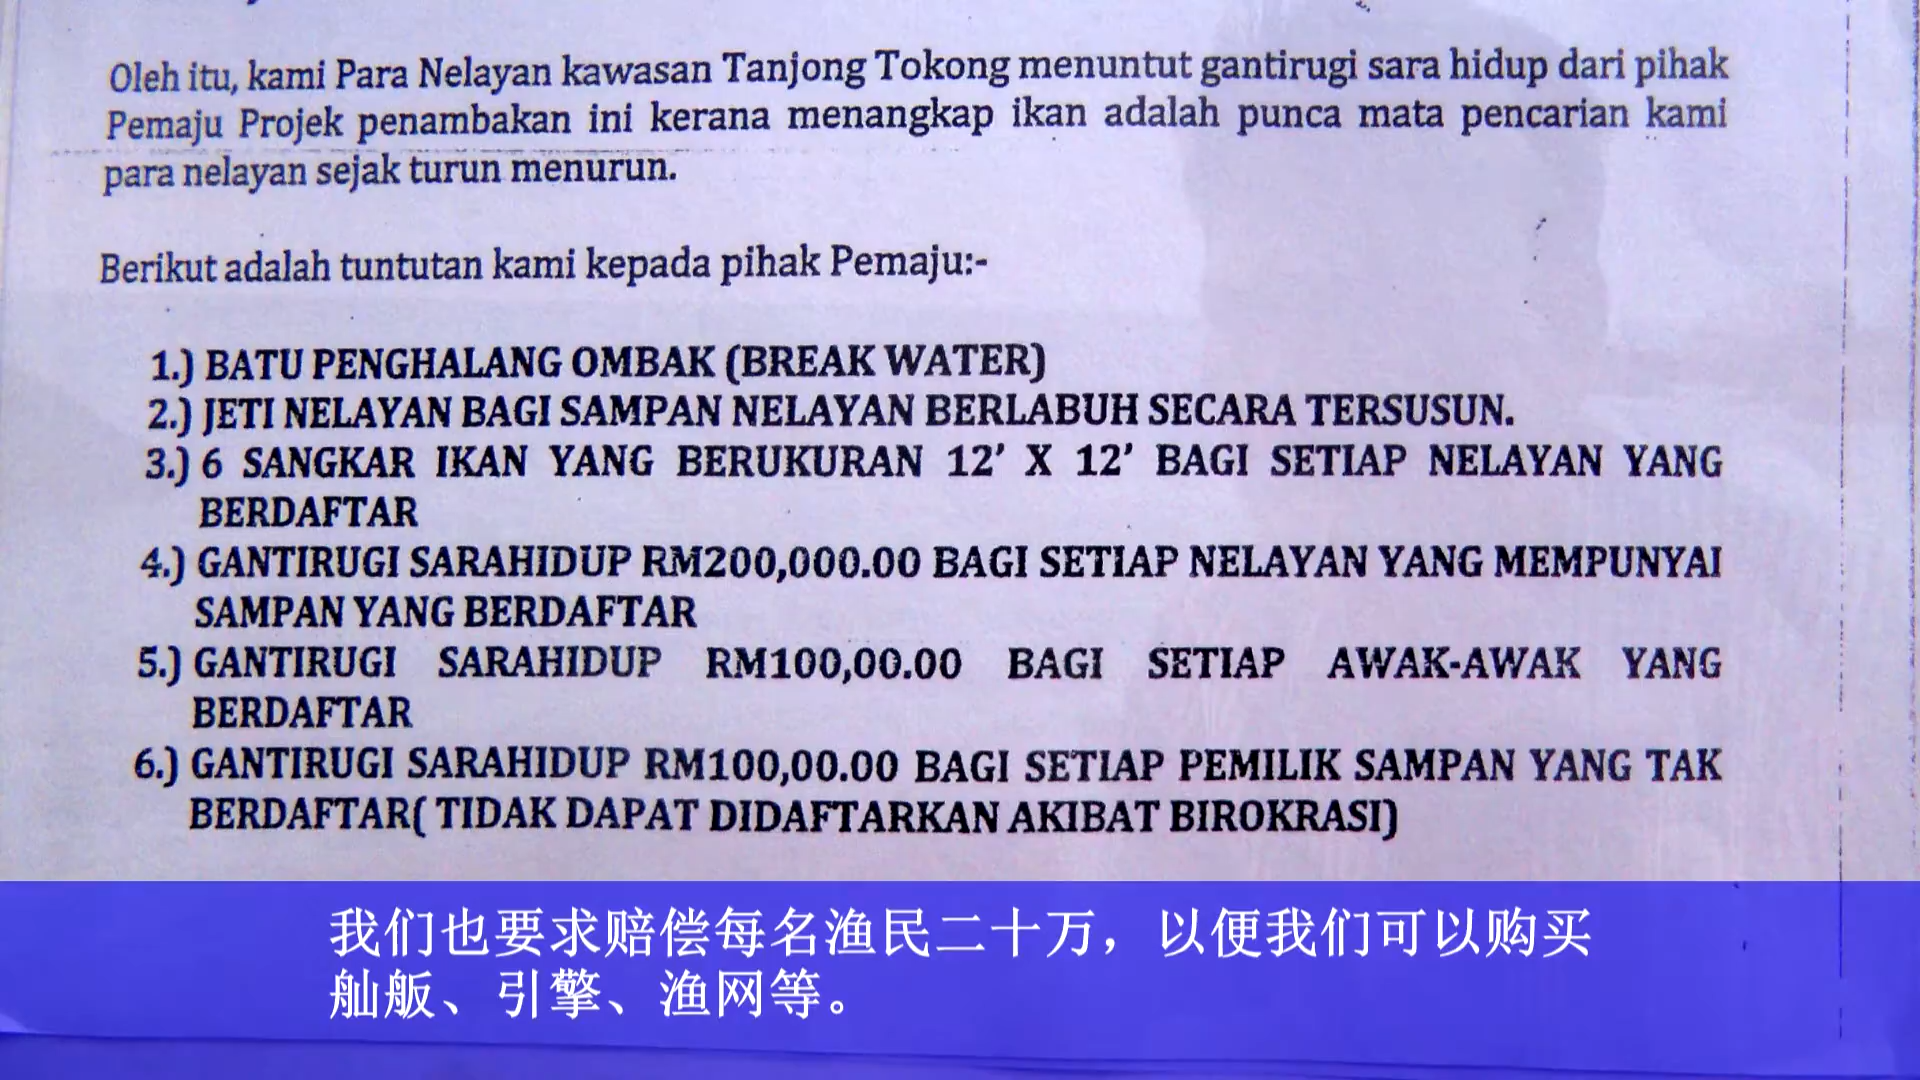 Oleh itu, kami Para Nelayan kawasan Tanjong Tokong menuntut gantirugi sara hidup dari pihak
Pemaju Projek penambakan ini kerana menangkap ikan adalah punca mata pencarian kami
para nelayan sejak turun menurun.
Berikut adalah tuntutan kami kepada pihak Pemaju:-
1.) BATU PENGHALANG OMBAK (BREAK WATER)
2.) JETI NELAYAN BAGI SAMPAN NELAYAN BERLABUH SECARA TERSUSUN.
3.) 6 SANGKAR IKAN YANG BERUKURAN 12' X 12' BAGI SETIAP NELAYAN YANG
BERDAFTAR
4.) GANTIRUGI SARAHIDUP RM200,000.00 BAGI SETIAP NELAYAN YANG MEMPUNYAI
SAMPAN YANG BERDAFTAR
5.) GANTIRUGI SARAHIDUP RM100,00.00 BAGI SETIAP AWAK-AWAK YANG
BERDAFTAR
6.) GANTIRUGI SARAHIDUP RM100,00.00 BAGI SETIAP PEMILIK SAMPAN YANG TAK
BERDAFTAR( TIDAK DAPAT DIDAFTARKAN AKIBAT BIROKRASI)
我们也要求赔偿每名渔民二十万，以便我们可以购买
舢舨、引擎、渔网等。